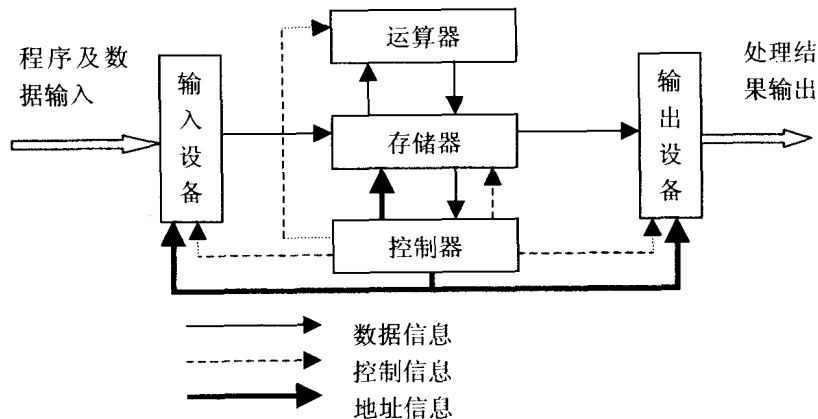 程序及数
据输入
输入设备
运算器
存储器
控制器
输出设备
处理结
果输出
数据信息
控制信息
地址信息